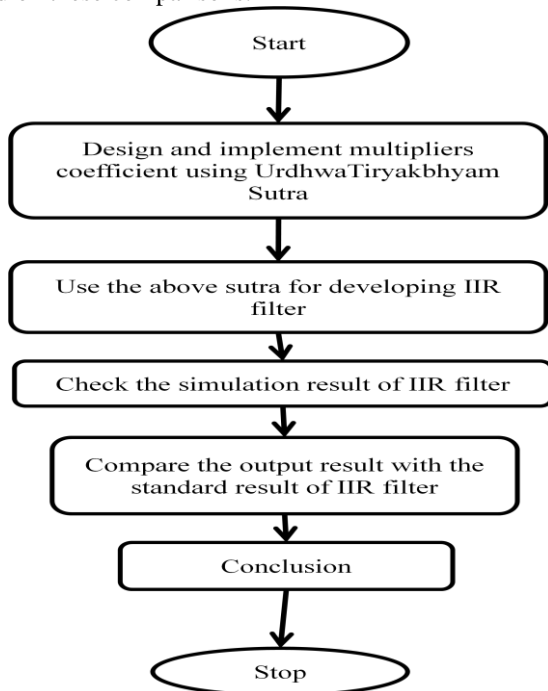 Start
Design and implement multipliers
coefficient using UrdhwaTiryakbhyam
Sutra
Use the above sutra for developing IIR
filter
Check the simulation result of IIR filter
Compare the output result with the
standard result of IIR filter
Conclusion
Stop